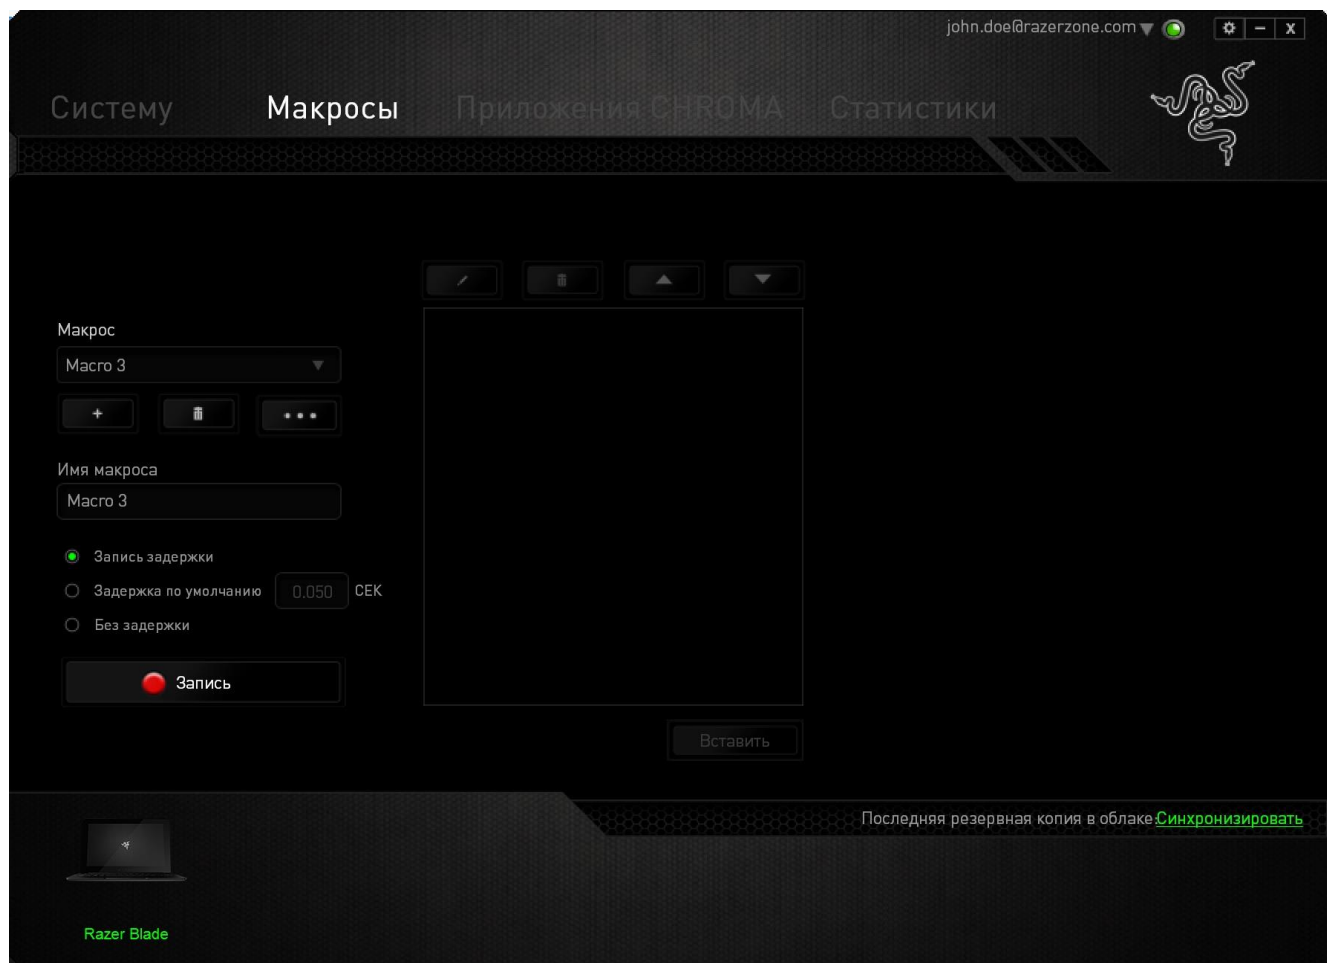 john.doe@razerzone.com
Систему Макросы Приложения CHROMA Статистики
Макрос
Macro 3
Имя макроса
Macro 3
Запись задержки
Задержка по умолчанию 0.050 СЕК
Без задержки
Запись
Вставить
Последняя резервная копия в облаке:Синхронизировать
Razer Blade